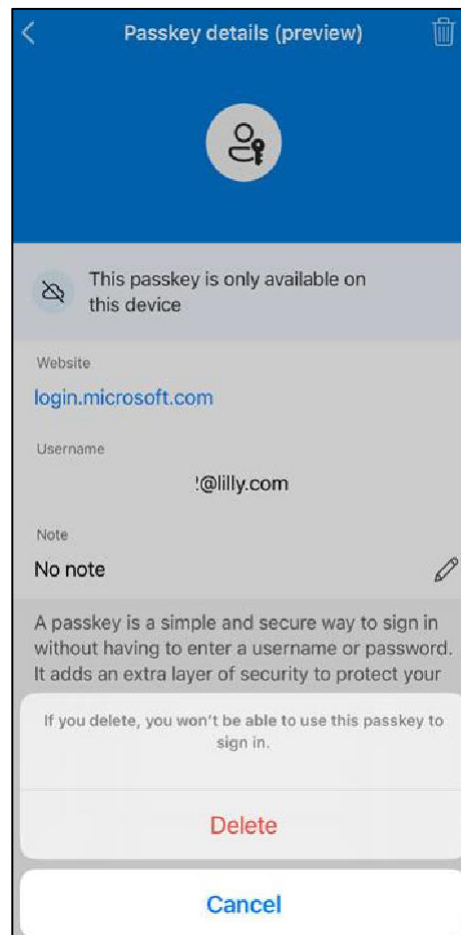 Passkey details (preview)
This passkey is only available on
this device
Website
login.microsoft.com
Username
!@lilly.com
Note
No note
A passkey is a simple and secure way to sign in
without having to enter a username or password.
It adds an extra layer of security to protect your
If you delete, you won't be able to use this passkey to
sign in.
Delete
Cancel